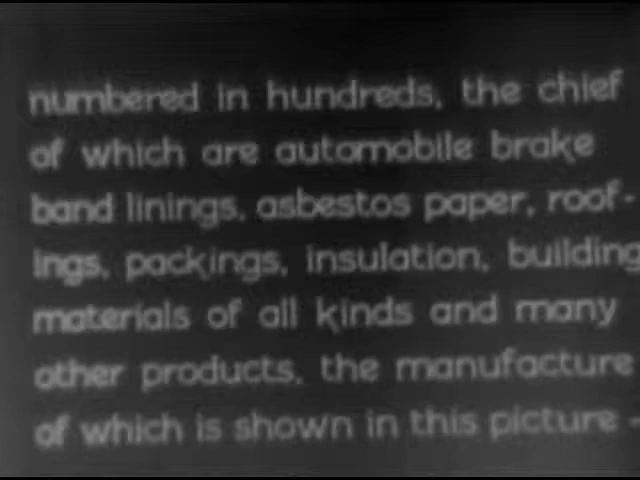 numbered in hundreds, the chief
of which are automobile brake
band linings, asbestos paper, roof-
ings, packings, insulation, building
materials of all kinds and many
other products, the manufacture
of which is shown in this picture -